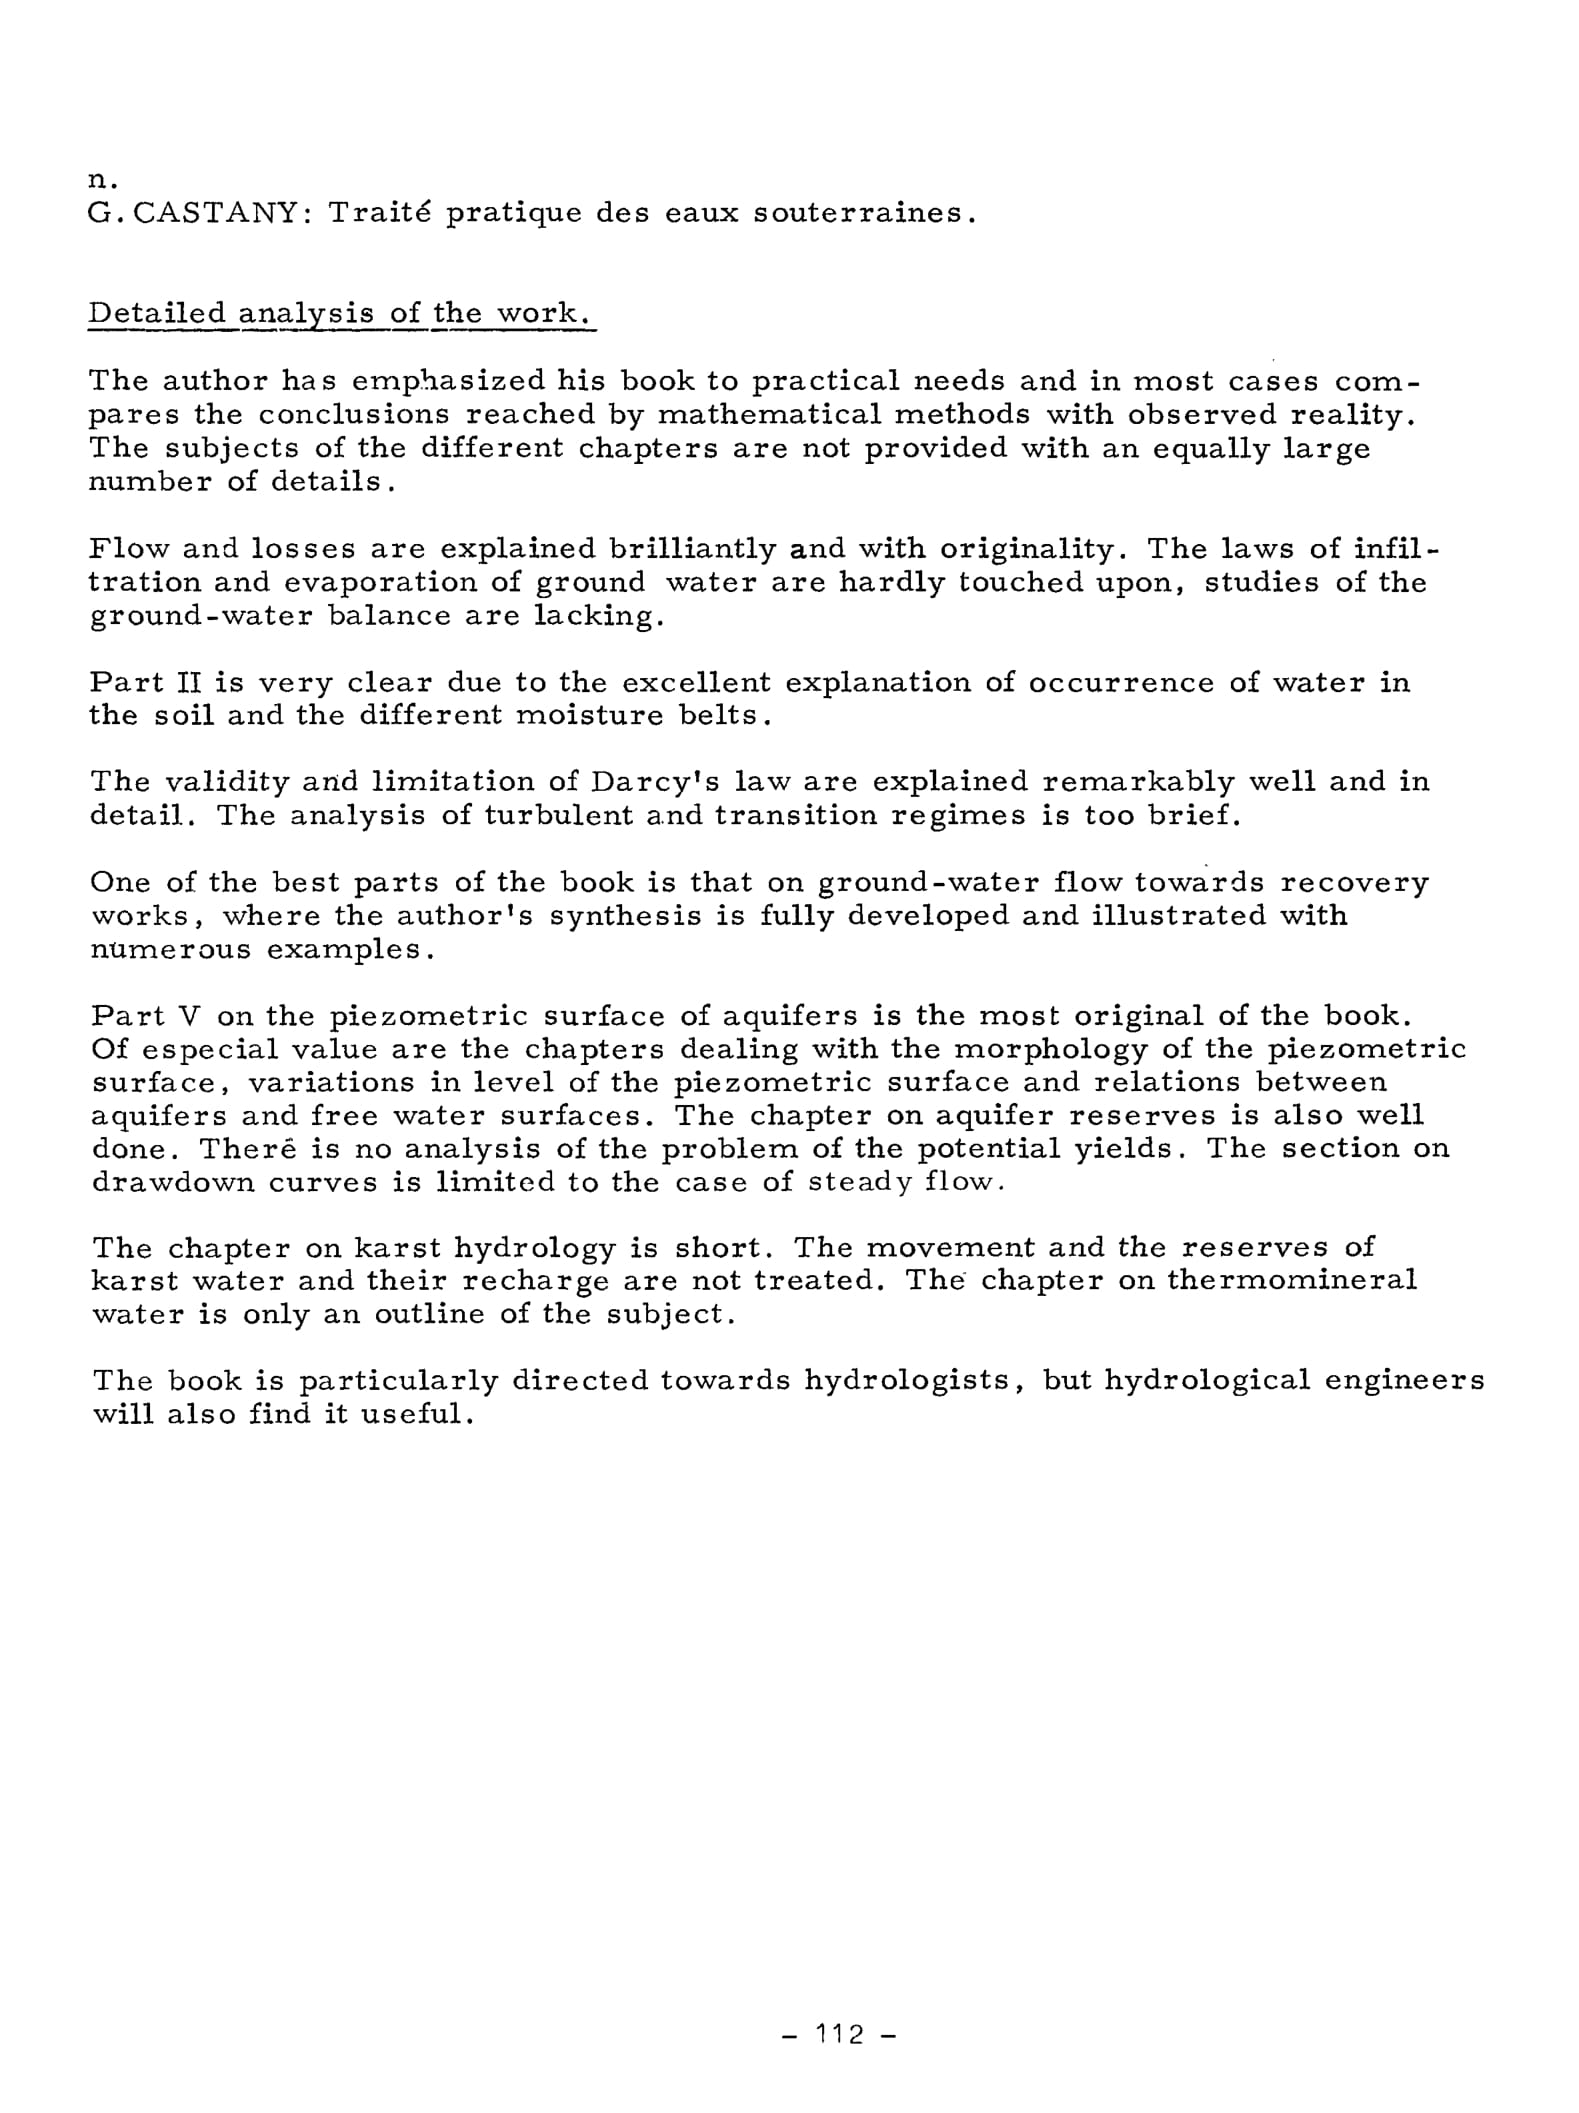 n.
G. CASTANY: Traité pratique des eaux souterraines.
Detailed analysis of the work.
The author has emphasized his book to practical needs and in most cases com-
pares the conclusions reached by mathematical methods with observed reality.
The subjects of the different chapters are not provided with an equally large
number of details.
Flow and losses are explained brilliantly and with originality. The laws of infil-
tration and evaporation of ground water are hardly touched upon, studies of the
ground-water balance are lacking.
Part II is very clear due to the excellent explanation of occurrence of water in
the soil and the different moisture belts.
The validity and limitation of Darcy's law are explained remarkably well and in
detail. The analysis of turbulent and transition regimes is too brief.
One of the best parts of the book is that on ground-water flow towards recovery
works, where the author's synthesis is fully developed and illustrated with
numerous examples.
Part V on the piezometric surface of aquifers is the most original of the book.
Of especial value are the chapters dealing with the morphology of the piezometric
surface, variations in level of the piezometric surface and relations between
aquifers and free water surfaces. The chapter on aquifer reserves is also well
done. There is no analysis of the problem of the potential yields. The section on
drawdown curves is limited to the case of steady flow.
The chapter on karst hydrology is short. The movement and the reserves of
karst water and their recharge are not treated. The chapter on thermomineral
water is only an outline of the subject.
The book is particularly directed towards hydrologists, but hydrological engineers
will also find it useful.
- 112 -